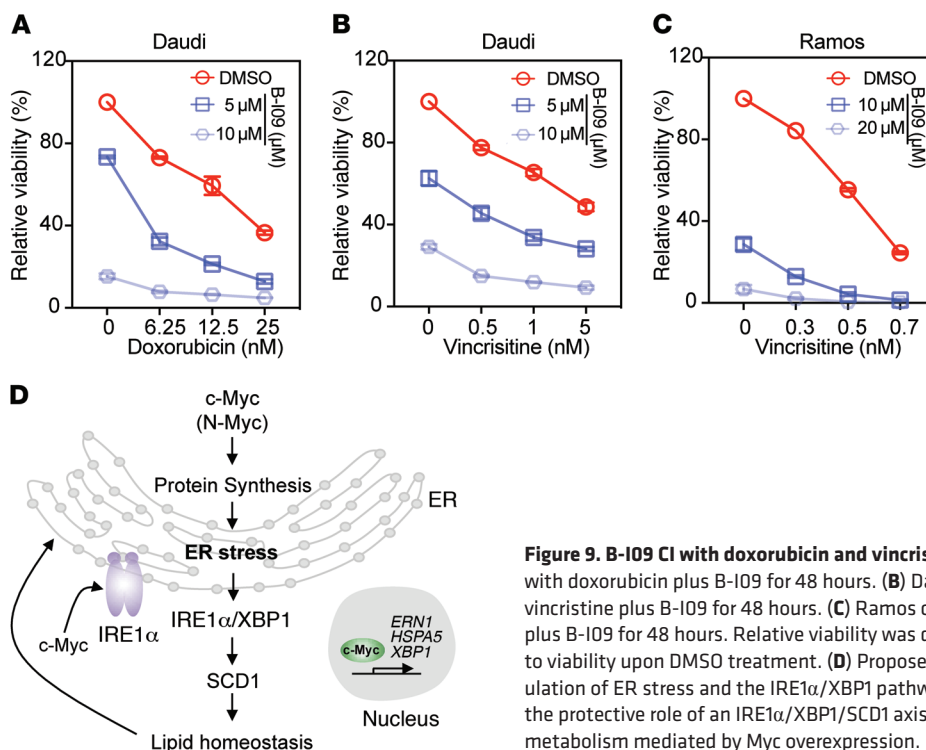 A
Daudi
Relative viability (%)
120
80
40
0
DMSO
5 µM
10 µM
B-I09 (µM)
0 6.25 12.5 25
Doxorubicin (nM)
B
Daudi
Relative viability (%)
120
80
40
0
DMSO
5 µM
10 µM
B-I09 (µM)
0 0.5 1 5
Vincrisitine (nM)
C
Ramos
Relative viability (%)
120
80
40
0
DMSO
10 µM
20 µM
B-I09 (µM)
0 0.3 0.5 0.7
Vincrisitine (nM)
D
c-Myc
(N-Myc)
Protein Synthesis
ER
ER stress
IRE1α
c-Myc
IRE1α/XBP1
SCD1
Lipid homeostasis
ERN1
HSPA5
XBP1
c-Myc
Nucleus
Figure 9. B-I09 CI with doxorubicin and vincris
with doxorubicin plus B-I09 for 48 hours. (B) Da
vincristine plus B-I09 for 48 hours. (C) Ramos c
plus B-I09 for 48 hours. Relative viability was c
to viability upon DMSO treatment. (D) Propose
ulation of ER stress and the IRE1α/XBP1 pathw
the protective role of an IRE1α/XBP1/SCD1 axis
metabolism mediated by Myc overexpression.